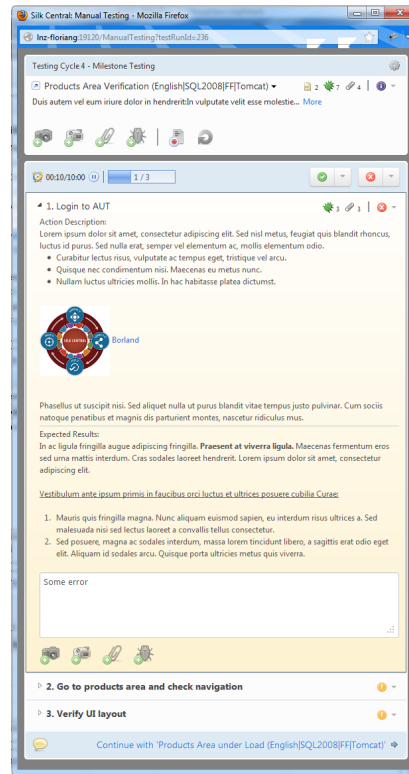 Silk Central: Manual Testing - Mozilla Firefox
lnz-floriang:19120/ManualTesting?testRunId=236
Testing Cycle 4 - Milestone Testing
Products Area Verification (English|SQL2008|FF|Tomcat) 2 7 4
Duis autem vel eum iriure dolor in hendrerit:In vulputate velit esse molestie... More
00:10/10:00 1 / 3
1. Login to AUT 3 3
Action Description:
Lorem ipsum dolor sit amet, consectetur adipiscing elit. Sed nisl metus, feugiat quis blandit rhoncus,
luctus id purus. Sed nulla erat, semper vel elementum ac, mollis elementum odio.
• Curabitur lectus risus, vulputate ac tempus eget, tristique vel arcu.
• Quisque nec condimentum nisi. Maecenas eu metus nunc.
• Nullam luctus ultricies mollis. In hac habitasse platea dictumst.
SILK CENTRAL
Borland
Phasellus ut suscipit nisi. Sed aliquet nulla ut purus blandit vitae tempus justo pulvinar. Cum sociis
natoque penatibus et magnis dis parturient montes, nascetur ridiculus mus.
Expected Results:
In ac ligula fringilla augue adipiscing fringilla. Praesent at viverra ligula. Maecenas fermentum eros
sed urna mattis interdum. Cras sodales laoreet hendrerit. Lorem ipsum dolor sit amet, consectetur
adipiscing elit.
Vestibulum ante ipsum primis in faucibus orci luctus et ultrices posuere cubilia Curae;
1. Mauris quis fringilla magna. Nunc aliquam euismod sapien, eu interdum risus ultrices a. Sed
malesuada nisi sed lectus laoreet a convallis tellus consectetur.
2. Sed posuere, magna ac sodales interdum, massa lorem tincidunt libero, a sagittis erat odio eget
elit. Aliquam id sodales arcu. Quisque porta ultricies metus quis viverra.
Some error
2. Go to products area and check navigation
3. Verify UI layout
Continue with 'Products Area under Load (English|SQL2008|FF|Tomcat)'